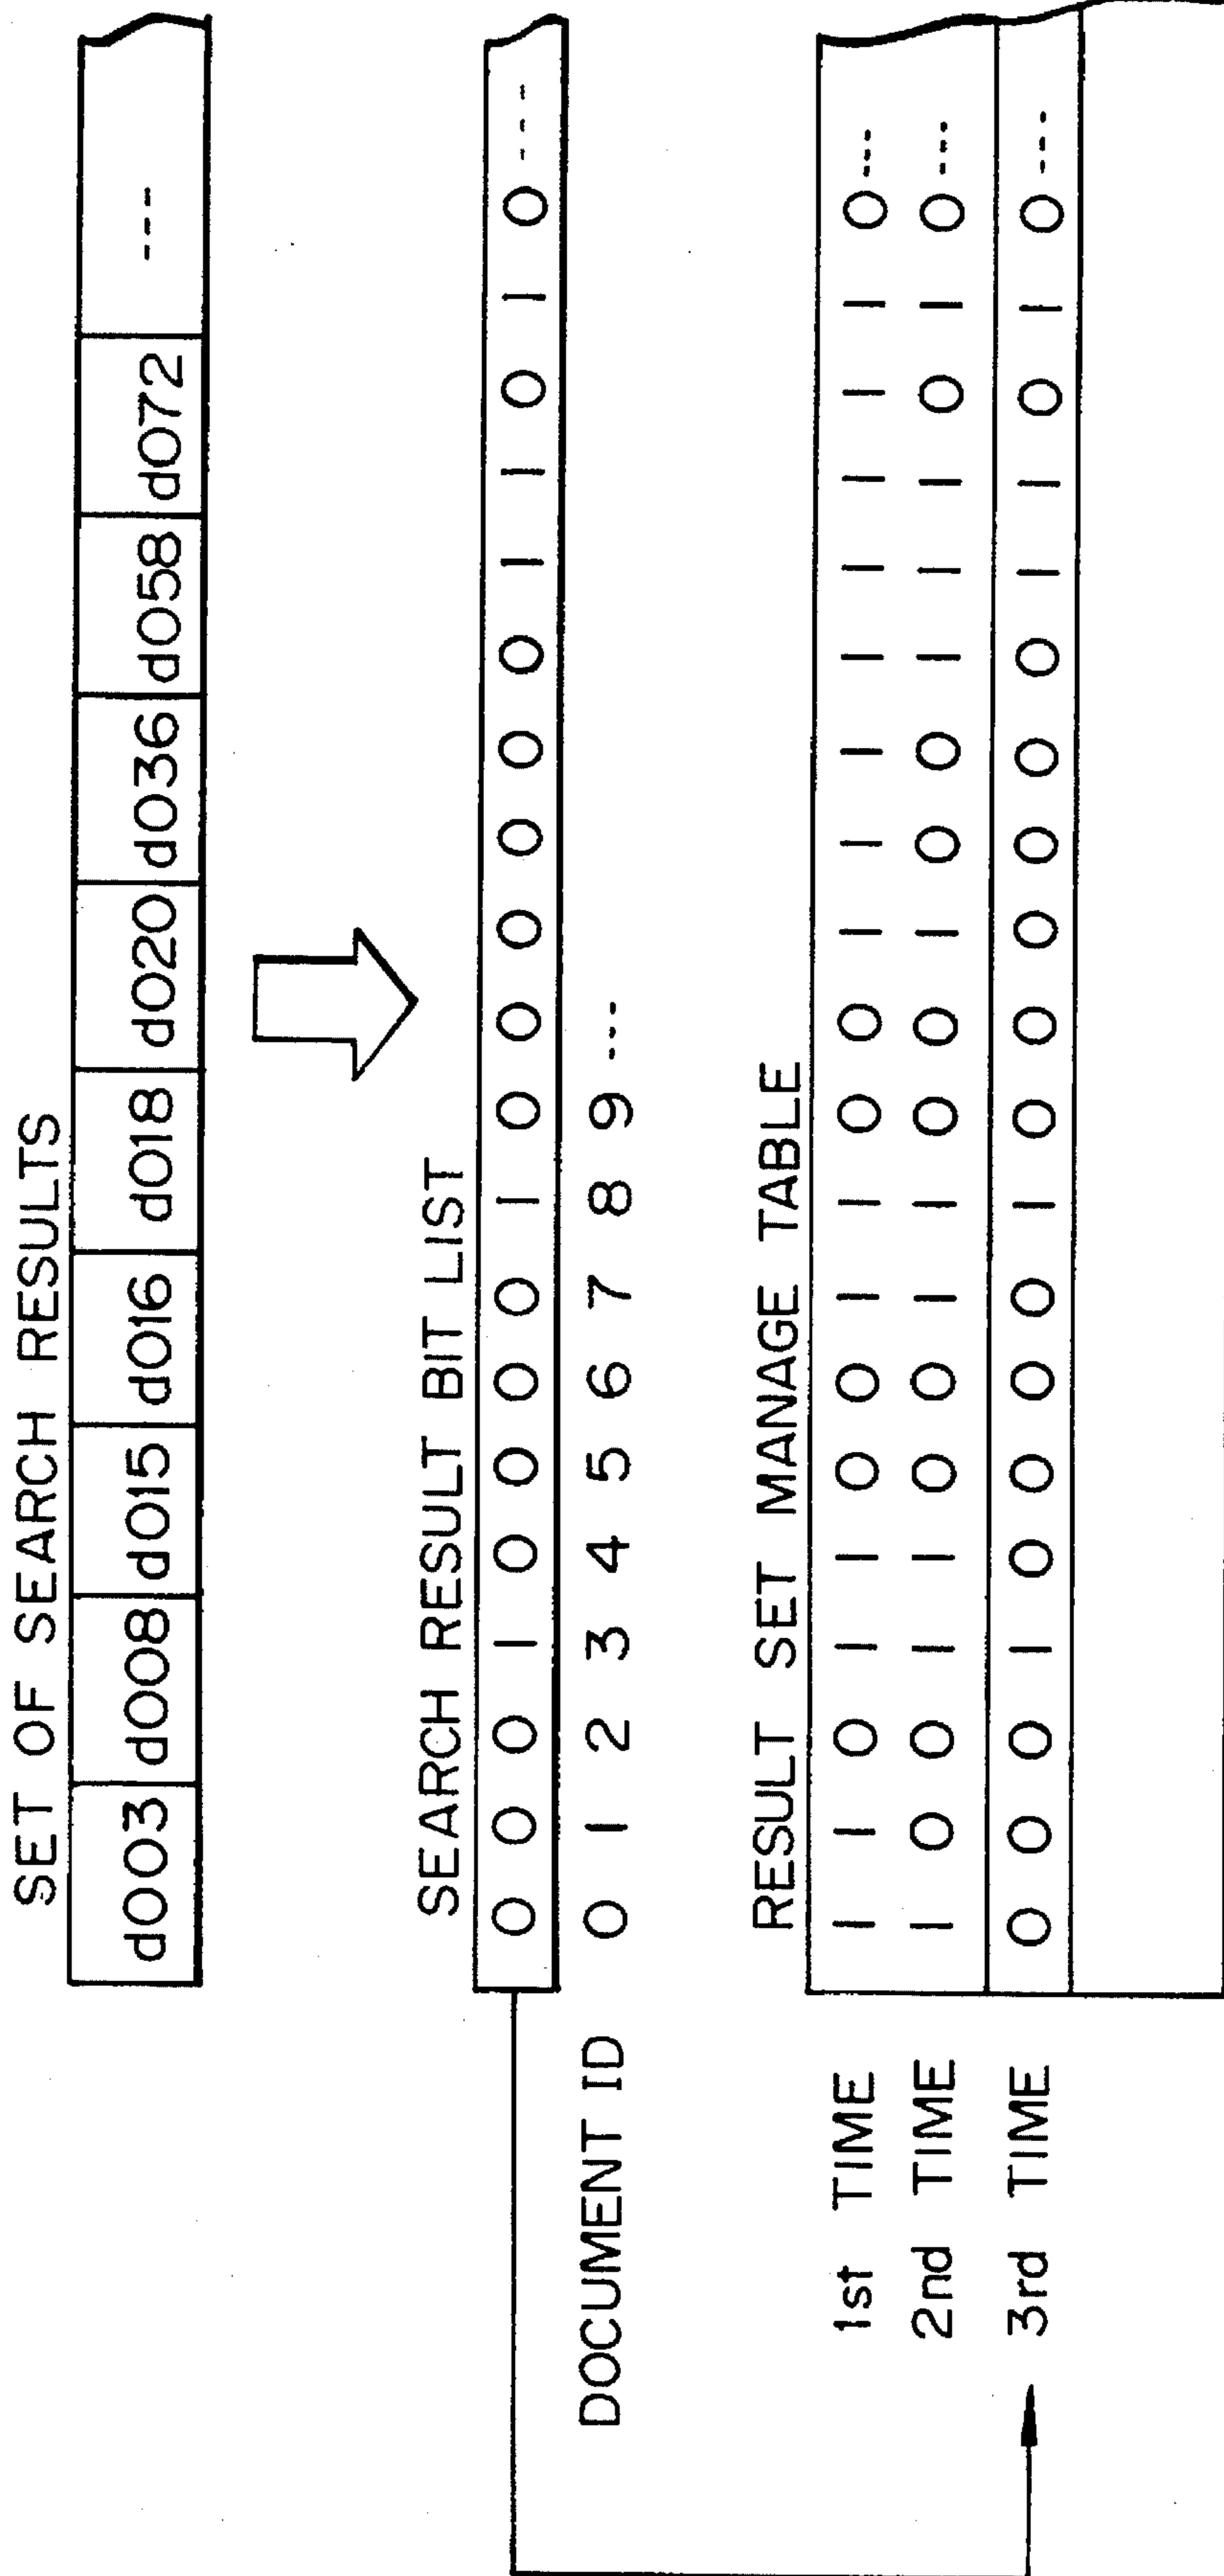 SET OF SEARCH RESULTS
d003 d008 d015 d016 d018 d020 d036 d058 d072 ---
SEARCH RESULT BIT LIST
0 0 0 1 0 0 0 0 1 0 0 0 0 0 0 1 1 0 1 0 ---
DOCUMENT ID 0 1 2 3 4 5 6 7 8 9 ---
RESULT SET MANAGE TABLE
1st TIME 1 1 0 1 1 0 0 1 1 0 0 1 1 1 1 1 1 1 1 0 ---
2nd TIME 1 0 0 1 1 0 0 1 1 0 0 1 0 0 1 1 1 0 1 0 ---
3rd TIME 0 0 0 1 0 0 0 0 1 0 0 0 0 0 0 1 1 0 1 0 ---